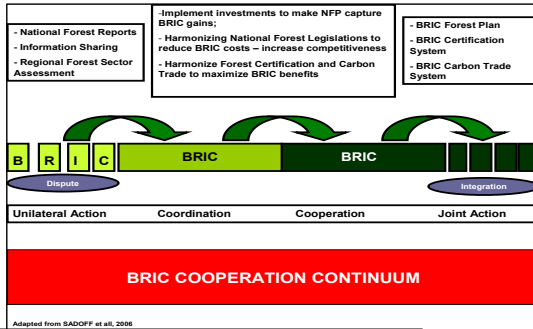 - National Forest Reports
- Information Sharing
- Regional Forest Sector
Assessment
-Implement investments to make NFP capture
BRIC gains;
- Harmonizing National Forest Legislations to
reduce BRIC costs – increase competitiveness
- Harmonize Forest Certification and Carbon
Trade to maximize BRIC benefits
- BRIC Forest Plan
- BRIC Certification
System
- BRIC Carbon Trade
System
B R I C BRIC BRIC
Dispute Integration
Unilateral Action Coordination Cooperation Joint Action
BRIC COOPERATION CONTINUUM
Adapted from SADOFF et all, 2006